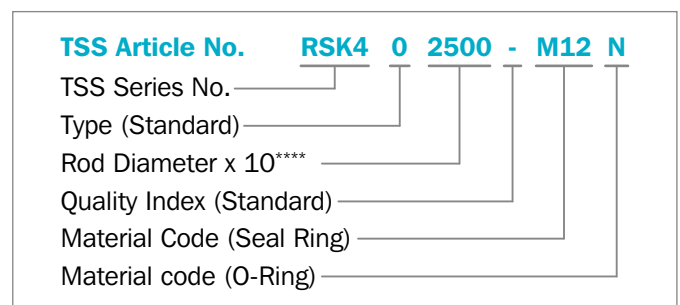 TSS Article No. RSK4 0 2500 - M12 N
TSS Series No.
Type (Standard)
Rod Diameter x 10****
Quality Index (Standard)
Material Code (Seal Ring)
Material code (O-Ring)